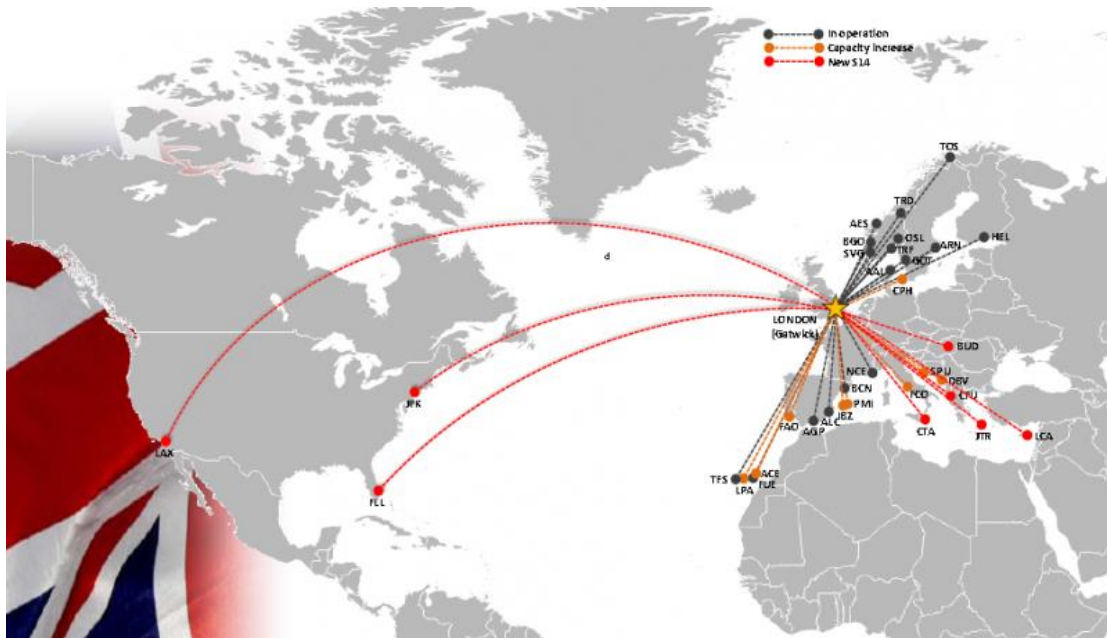 In operation
Capacity increase
New S14
TOS
TRD
AES
BGO
OSL
HEL
SVG
TRF
ARN
GOT
AAL
CPH
LONDON
(Gatwick)
BUD
NCE
SPU
DBV
BCN
FCO
CFU
JFK
PMI
IBZ
FAO
ALC
AGP
CTA
JTR
LCA
LAX
ACE
TFS
LPA
FUE
FLL
d